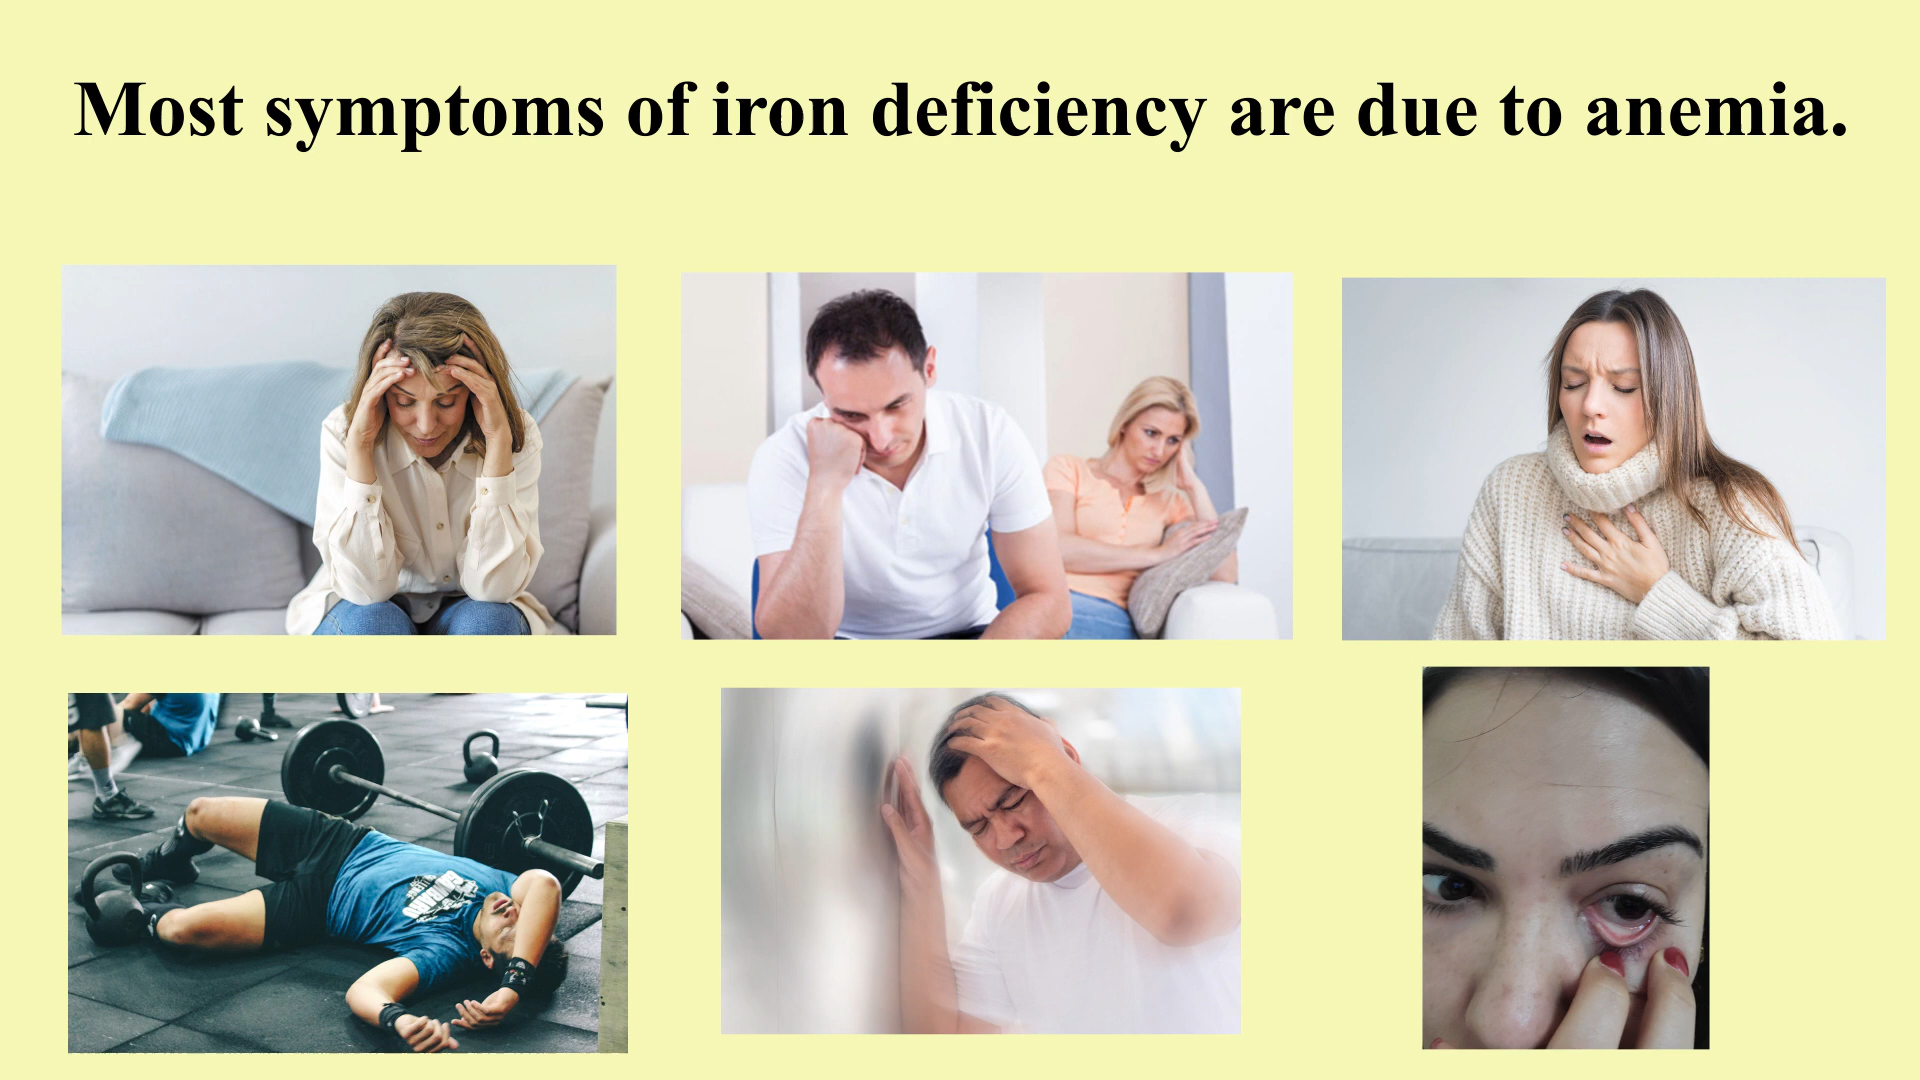 Most symptoms of iron deficiency are due to anemia.